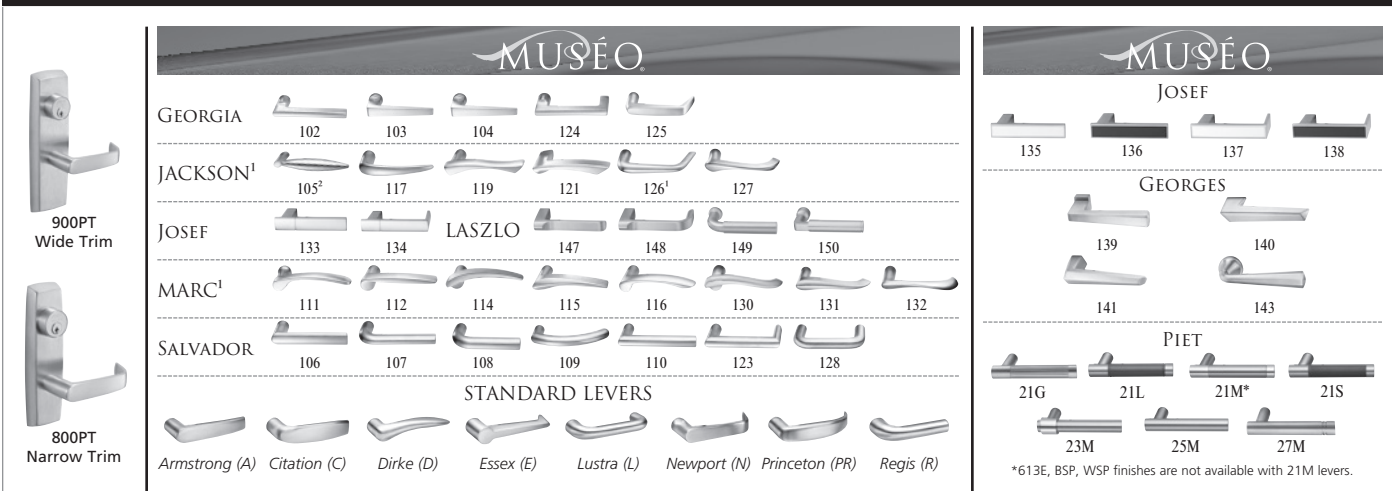 900PT
Wide Trim
800PT
Narrow Trim
MUSÉO®
GEORGIA
102 103 104 124 125
JACKSON¹
105² 117 119 121 126¹ 127
JOSEF
133 134
LASZLO
147 148 149 150
MARC¹
111 112 114 115 116 130 131 132
SALVADOR
106 107 108 109 110 123 128
STANDARD LEVERS
Armstrong (A) Citation (C) Dirke (D) Essex (E) Lustra (L) Newport (N) Princeton (PR) Regis (R)
MUSÉO®
JOSEF
135 136 137 138
GEORGES
139 140
141 143
PIET
21G 21L 21M* 21S
23M 25M 27M
*613E, BSP, WSP finishes are not available with 21M levers.